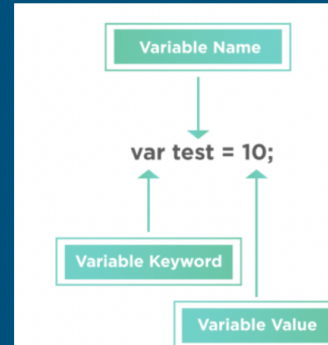 Variable Name
var test = 10;
Variable Keyword
Variable Value